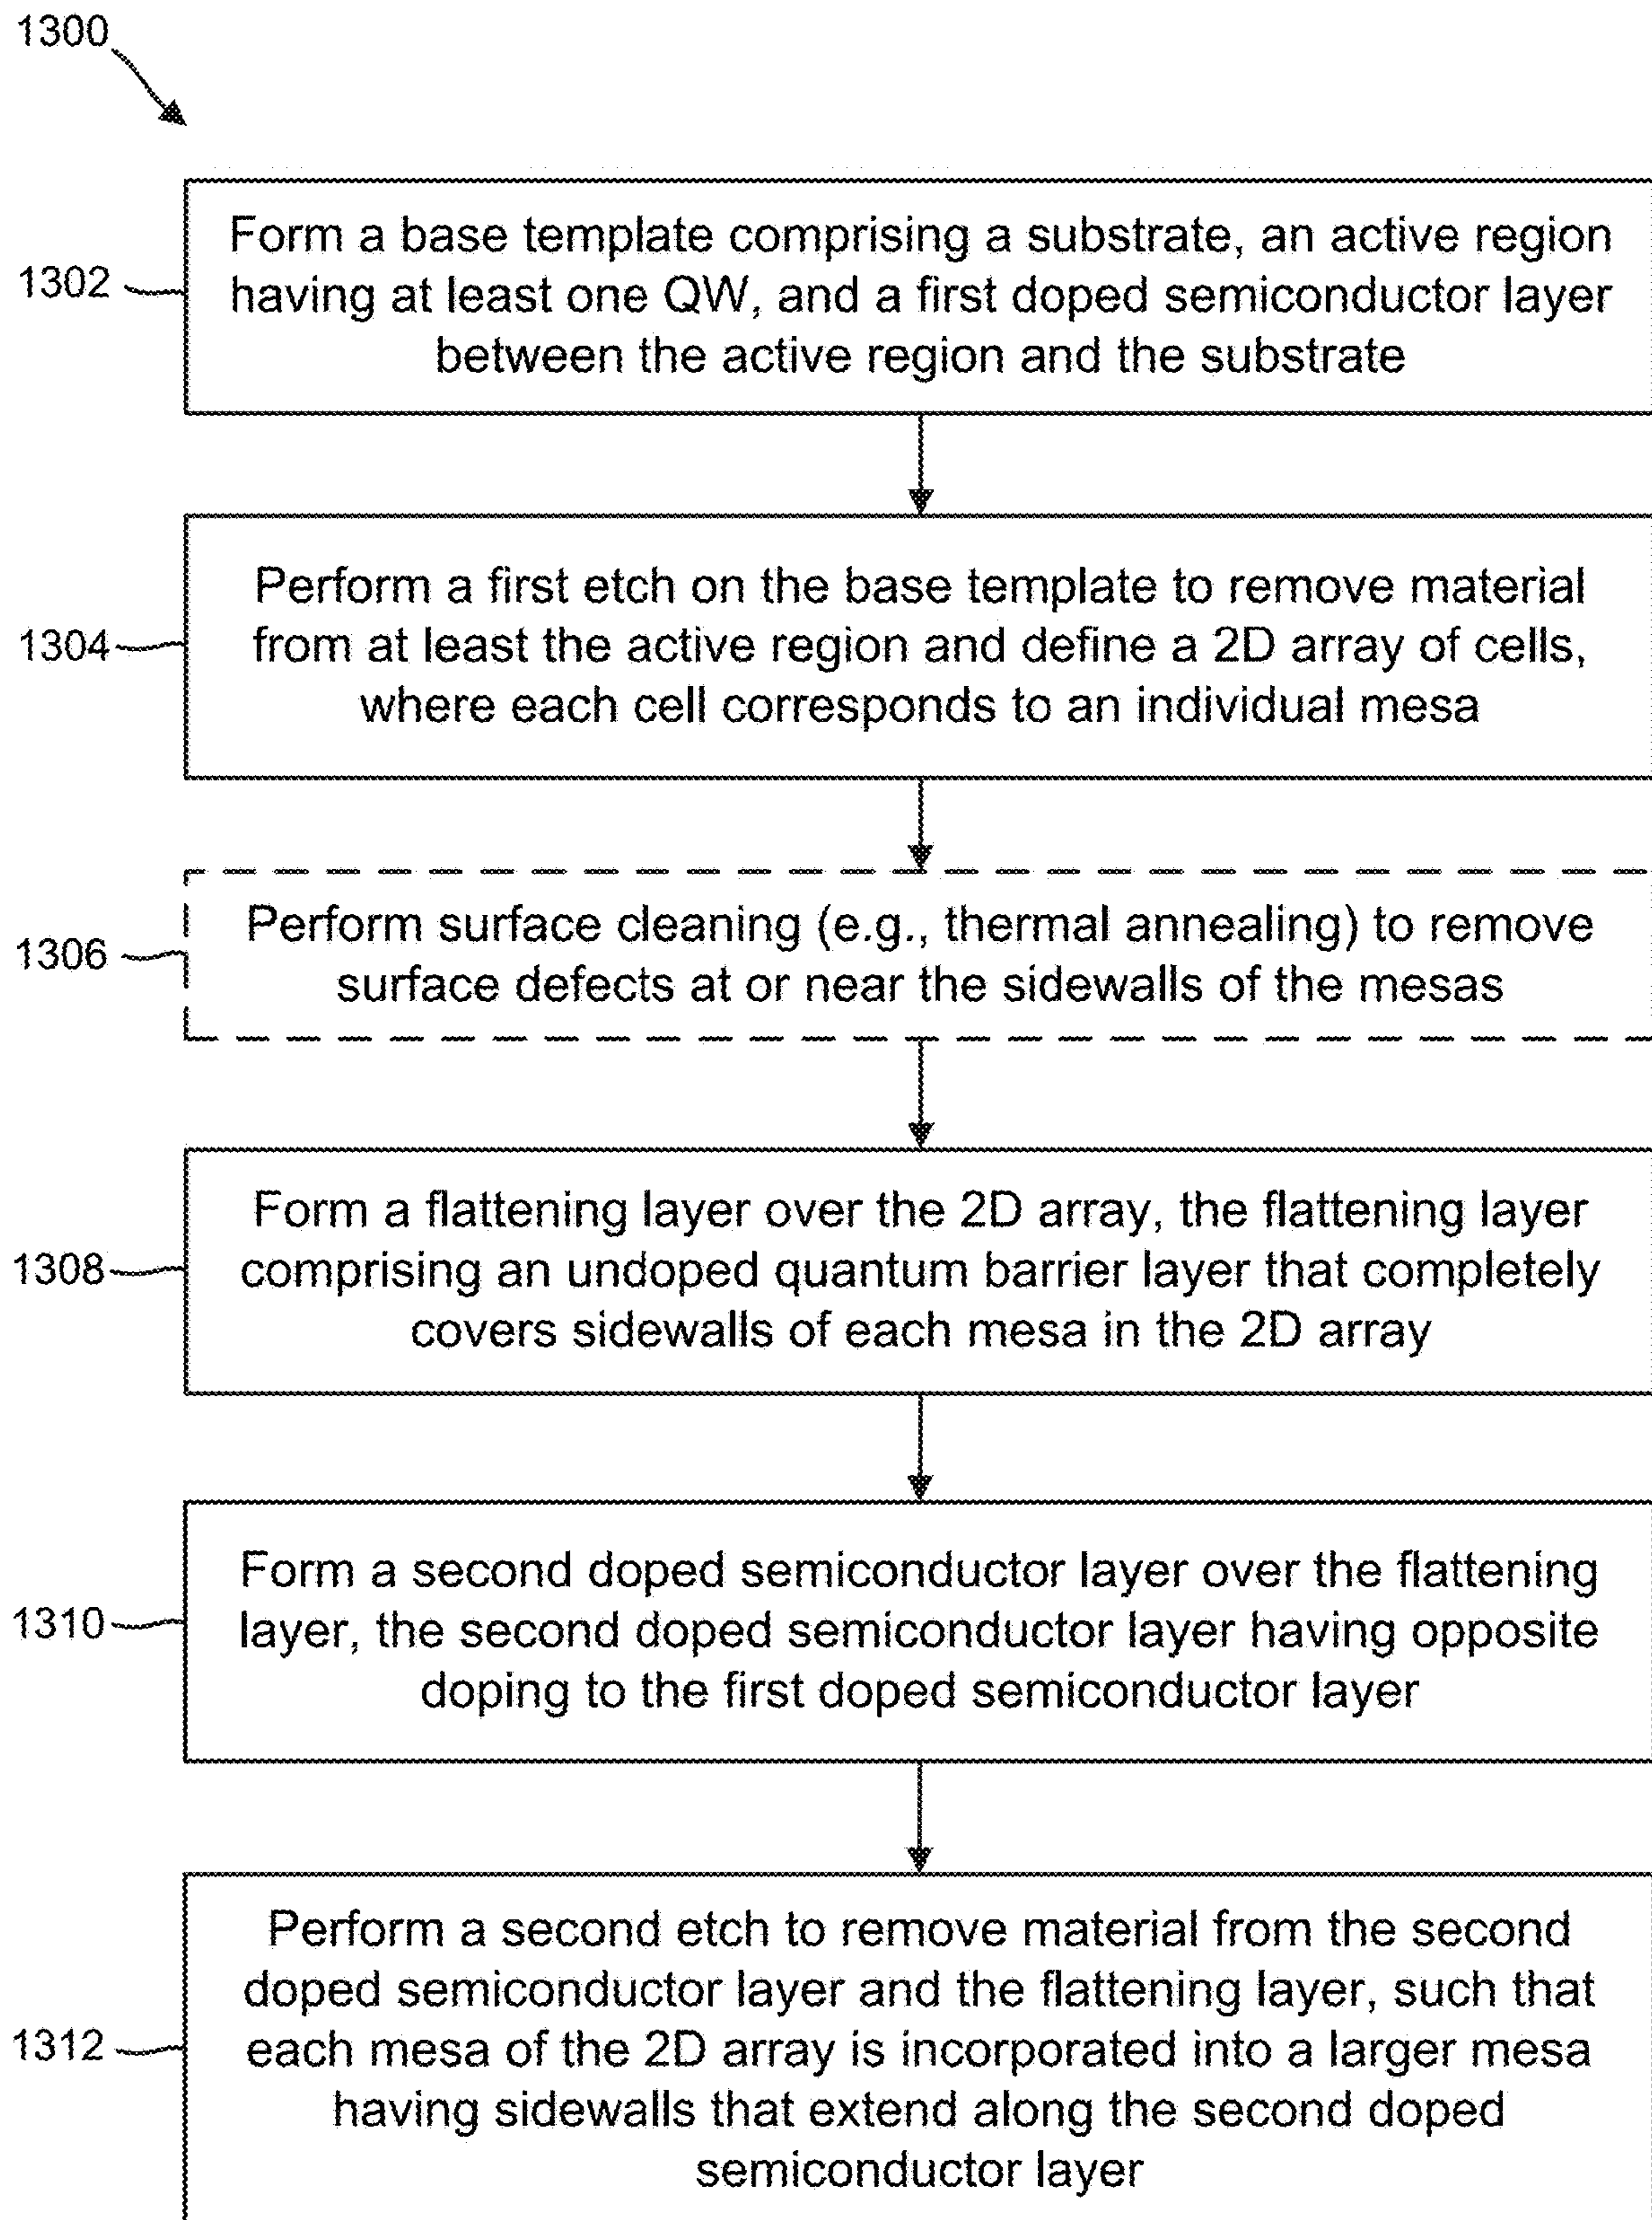 1300
1302
Form a base template comprising a substrate, an active region
having at least one QW, and a first doped semiconductor layer
between the active region and the substrate
1304
Perform a first etch on the base template to remove material
from at least the active region and define a 2D array of cells,
where each cell corresponds to an individual mesa
1306
Perform surface cleaning (e.g., thermal annealing) to remove
surface defects at or near the sidewalls of the mesas
1308
Form a flattening layer over the 2D array, the flattening layer
comprising an undoped quantum barrier layer that completely
covers sidewalls of each mesa in the 2D array
1310
Form a second doped semiconductor layer over the flattening
layer, the second doped semiconductor layer having opposite
doping to the first doped semiconductor layer
1312
Perform a second etch to remove material from the second
doped semiconductor layer and the flattening layer, such that
each mesa of the 2D array is incorporated into a larger mesa
having sidewalls that extend along the second doped
semiconductor layer